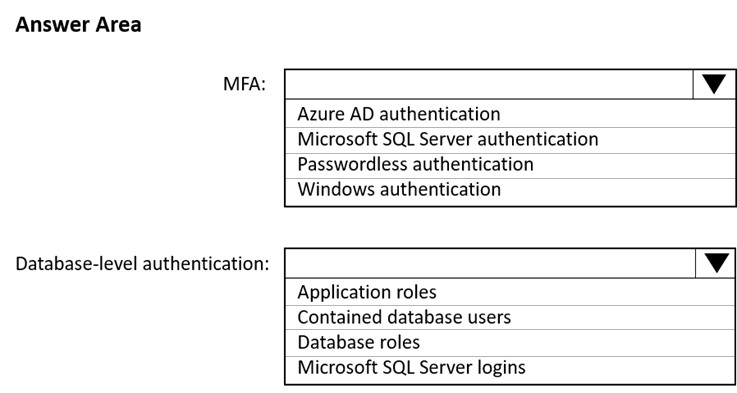 Answer Area
MFA:
Azure AD authentication
Microsoft SQL Server authentication
Passwordless authentication
Windows authentication
Database-level authentication:
Application roles
Contained database users
Database roles
Microsoft SQL Server logins